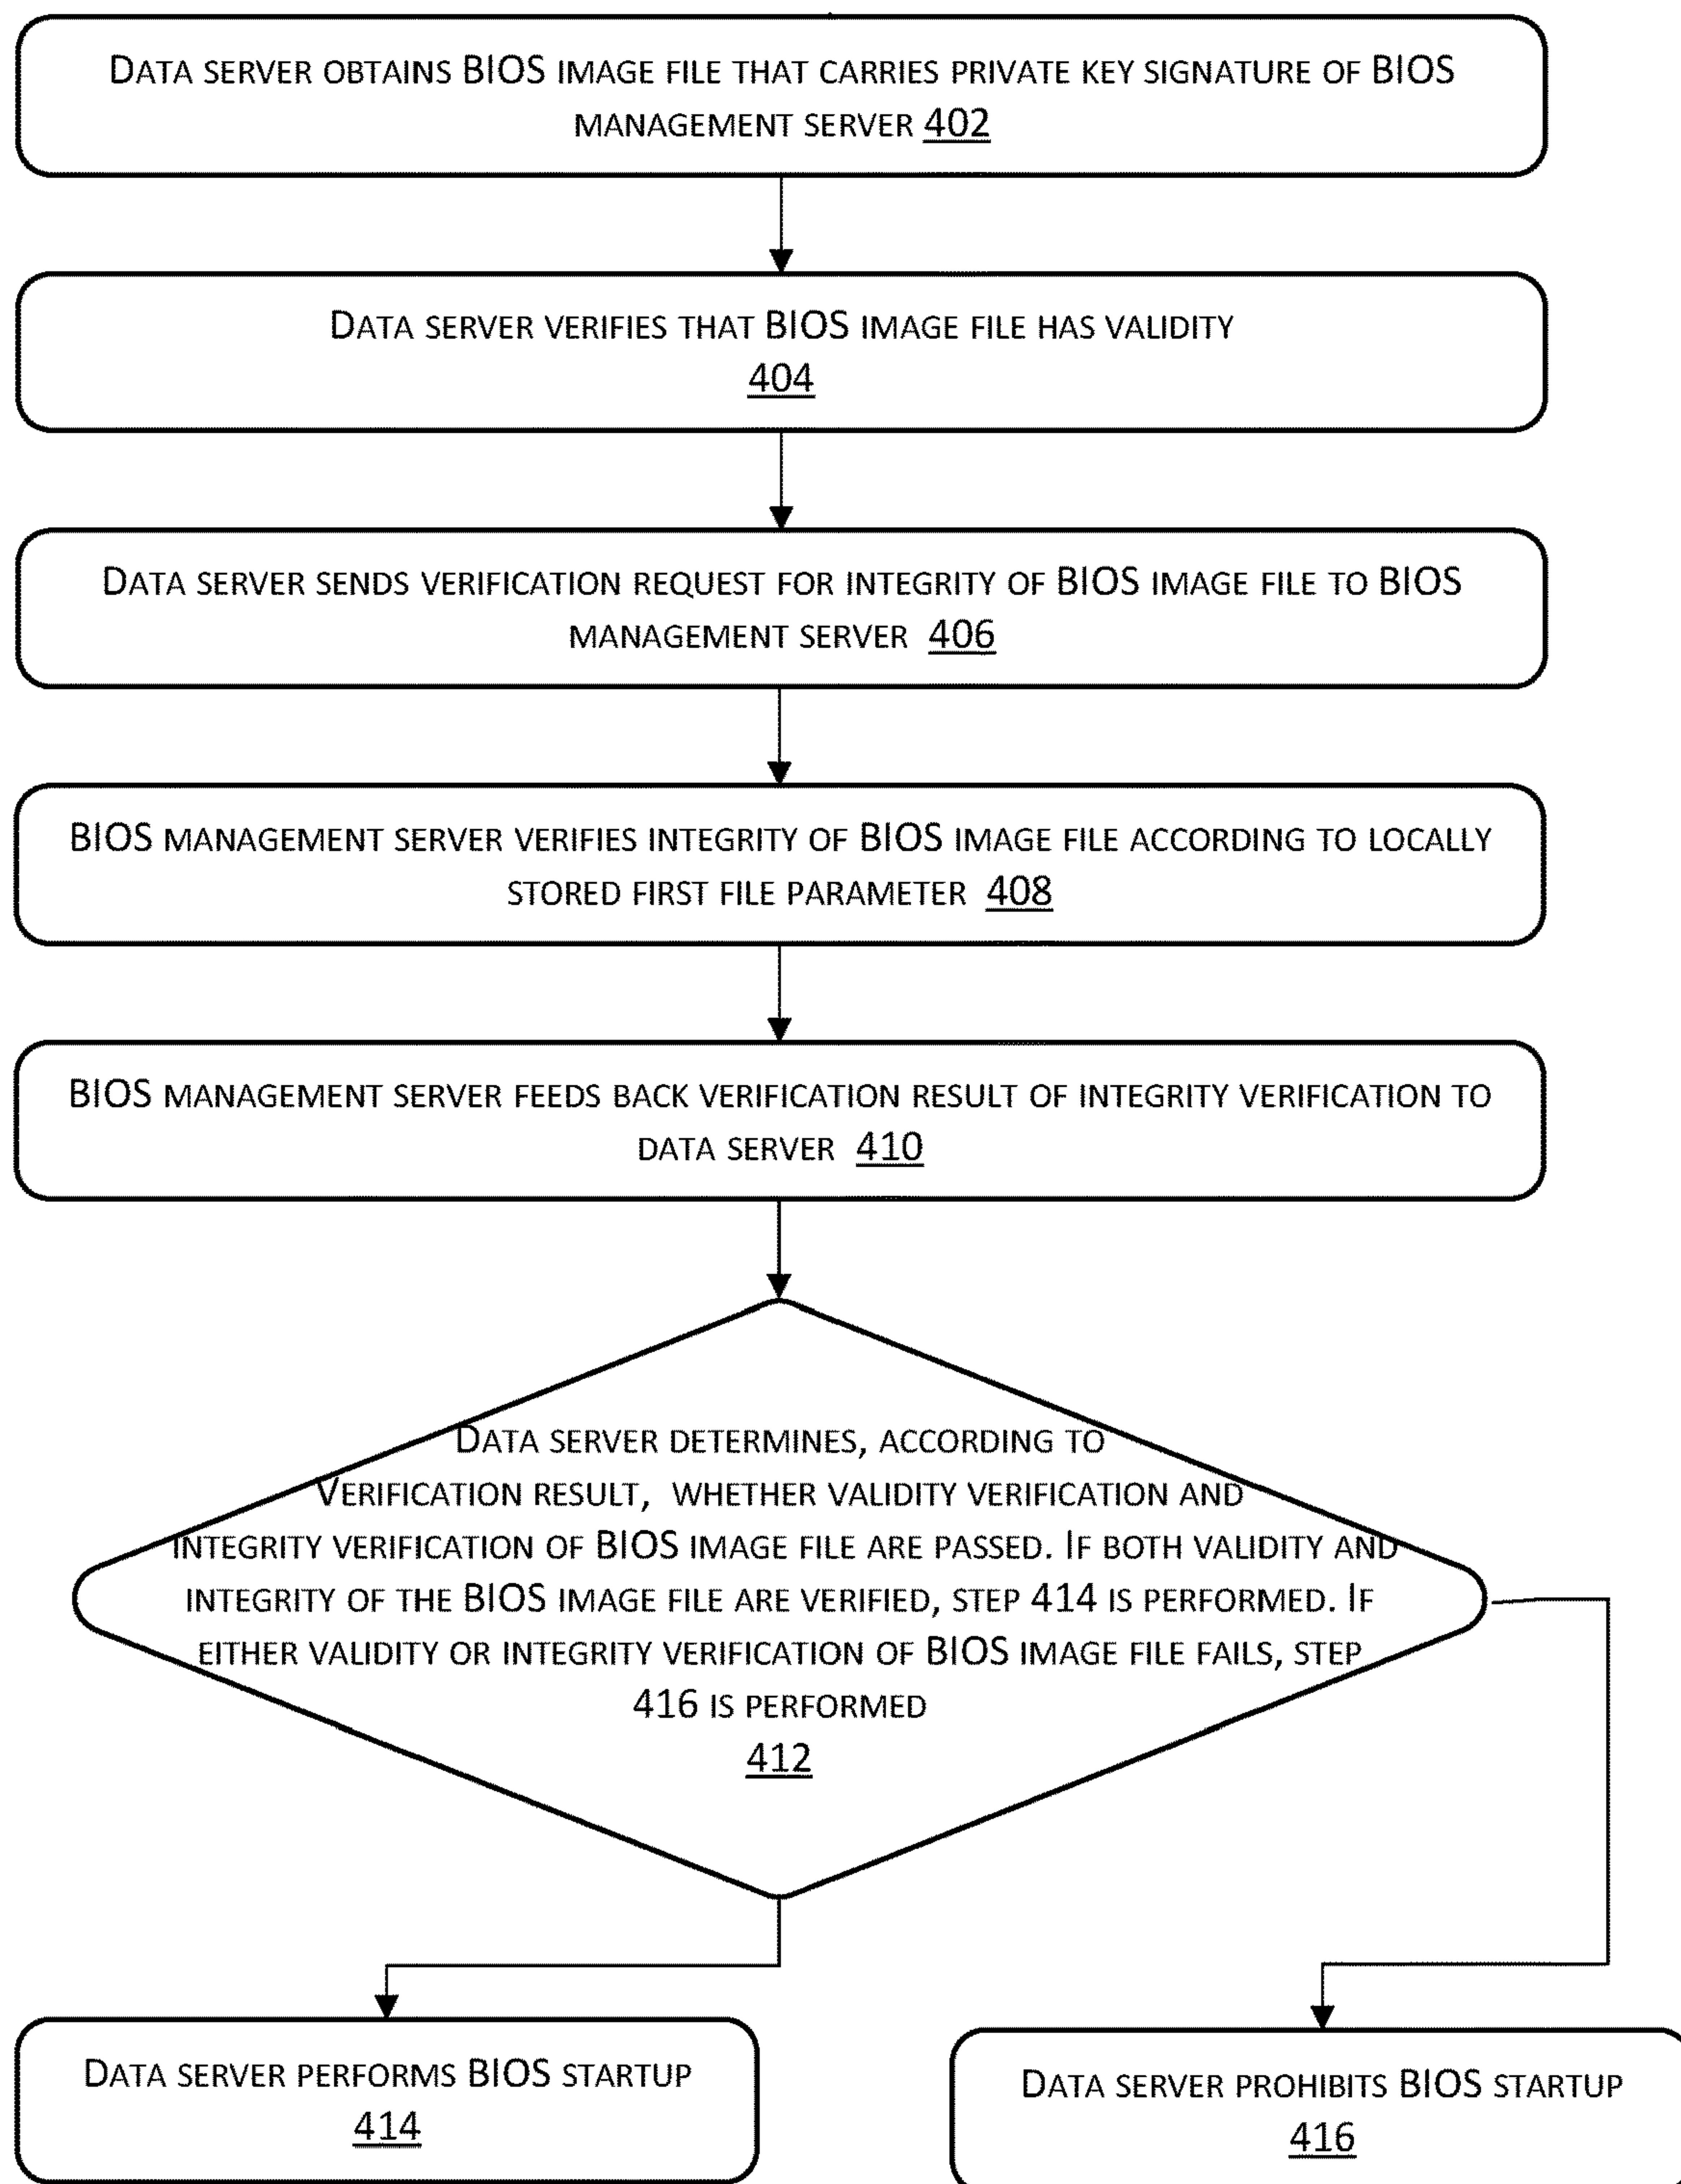 DATA SERVER OBTAINS BIOS IMAGE FILE THAT CARRIES PRIVATE KEY SIGNATURE OF BIOS
MANAGEMENT SERVER 402
DATA SERVER VERIFIES THAT BIOS IMAGE FILE HAS VALIDITY
404
DATA SERVER SENDS VERIFICATION REQUEST FOR INTEGRITY OF BIOS IMAGE FILE TO BIOS
MANAGEMENT SERVER 406
BIOS MANAGEMENT SERVER VERIFIES INTEGRITY OF BIOS IMAGE FILE ACCORDING TO LOCALLY
STORED FIRST FILE PARAMETER 408
BIOS MANAGEMENT SERVER FEEDS BACK VERIFICATION RESULT OF INTEGRITY VERIFICATION TO
DATA SERVER 410
DATA SERVER DETERMINES, ACCORDING TO
VERIFICATION RESULT, WHETHER VALIDITY VERIFICATION AND
INTEGRITY VERIFICATION OF BIOS IMAGE FILE ARE PASSED. IF BOTH VALIDITY AND
INTEGRITY OF THE BIOS IMAGE FILE ARE VERIFIED, STEP 414 IS PERFORMED. IF
EITHER VALIDITY OR INTEGRITY VERIFICATION OF BIOS IMAGE FILE FAILS, STEP
416 IS PERFORMED
412
DATA SERVER PERFORMS BIOS STARTUP
414
DATA SERVER PROHIBITS BIOS STARTUP
416